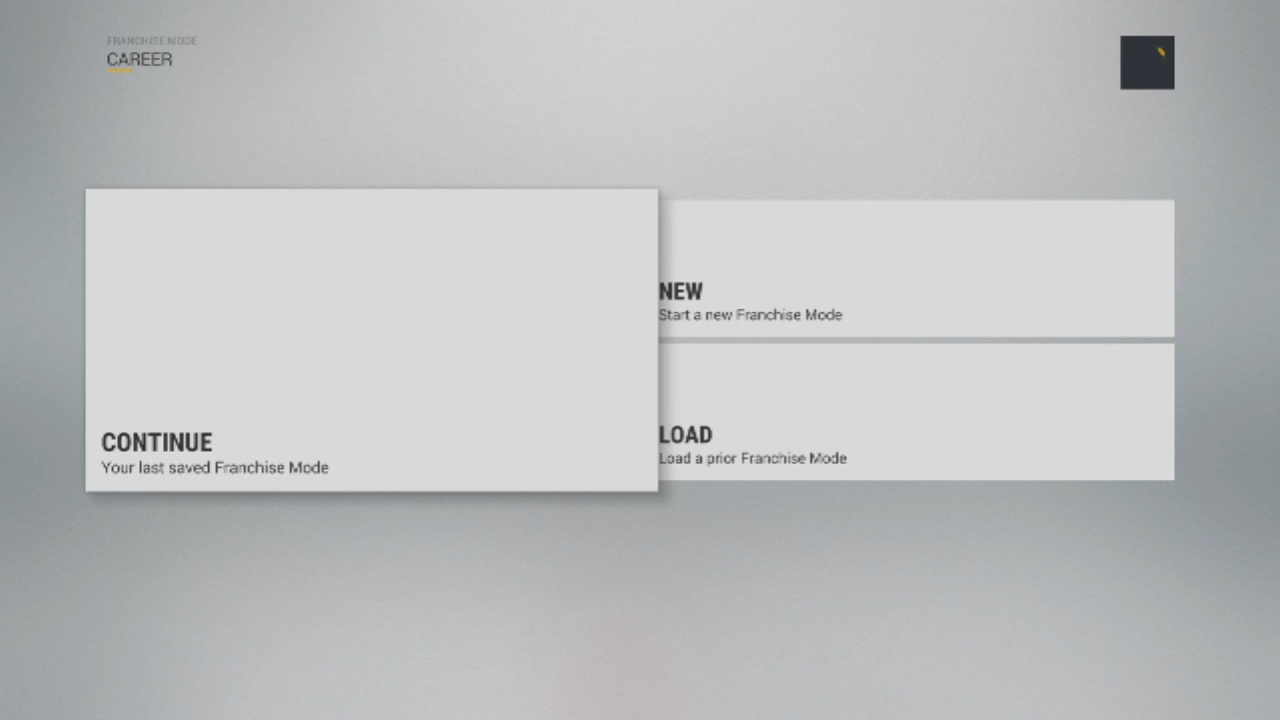 FRANCHISE MODE
CAREER
CONTINUE
Your last saved Franchise Mode
NEW
Start a new Franchise Mode
LOAD
Load a prior Franchise Mode